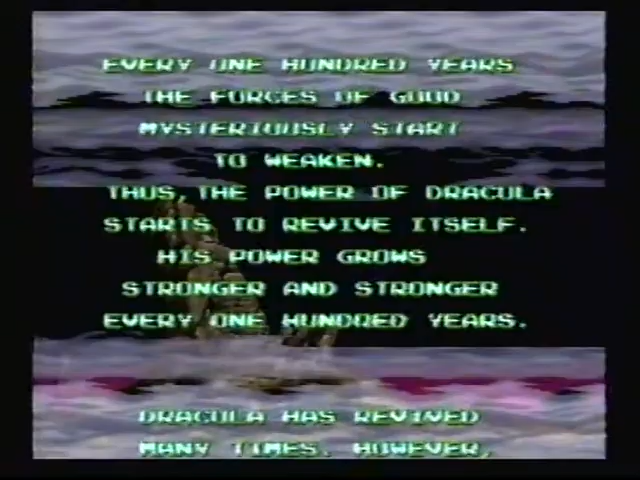 EVERY ONE HUNDRED YEARS
THE FORCES OF GOOD
MYSTERIOUSLY START
TO WEAKEN.
THUS, THE POWER OF DRACULA
STARTS TO REVIVE ITSELF.
HIS POWER GROWS
STRONGER AND STRONGER
EVERY ONE HUNDRED YEARS.
DRACULA HAS REVIVED
MANY TIMES. HOWEVER,